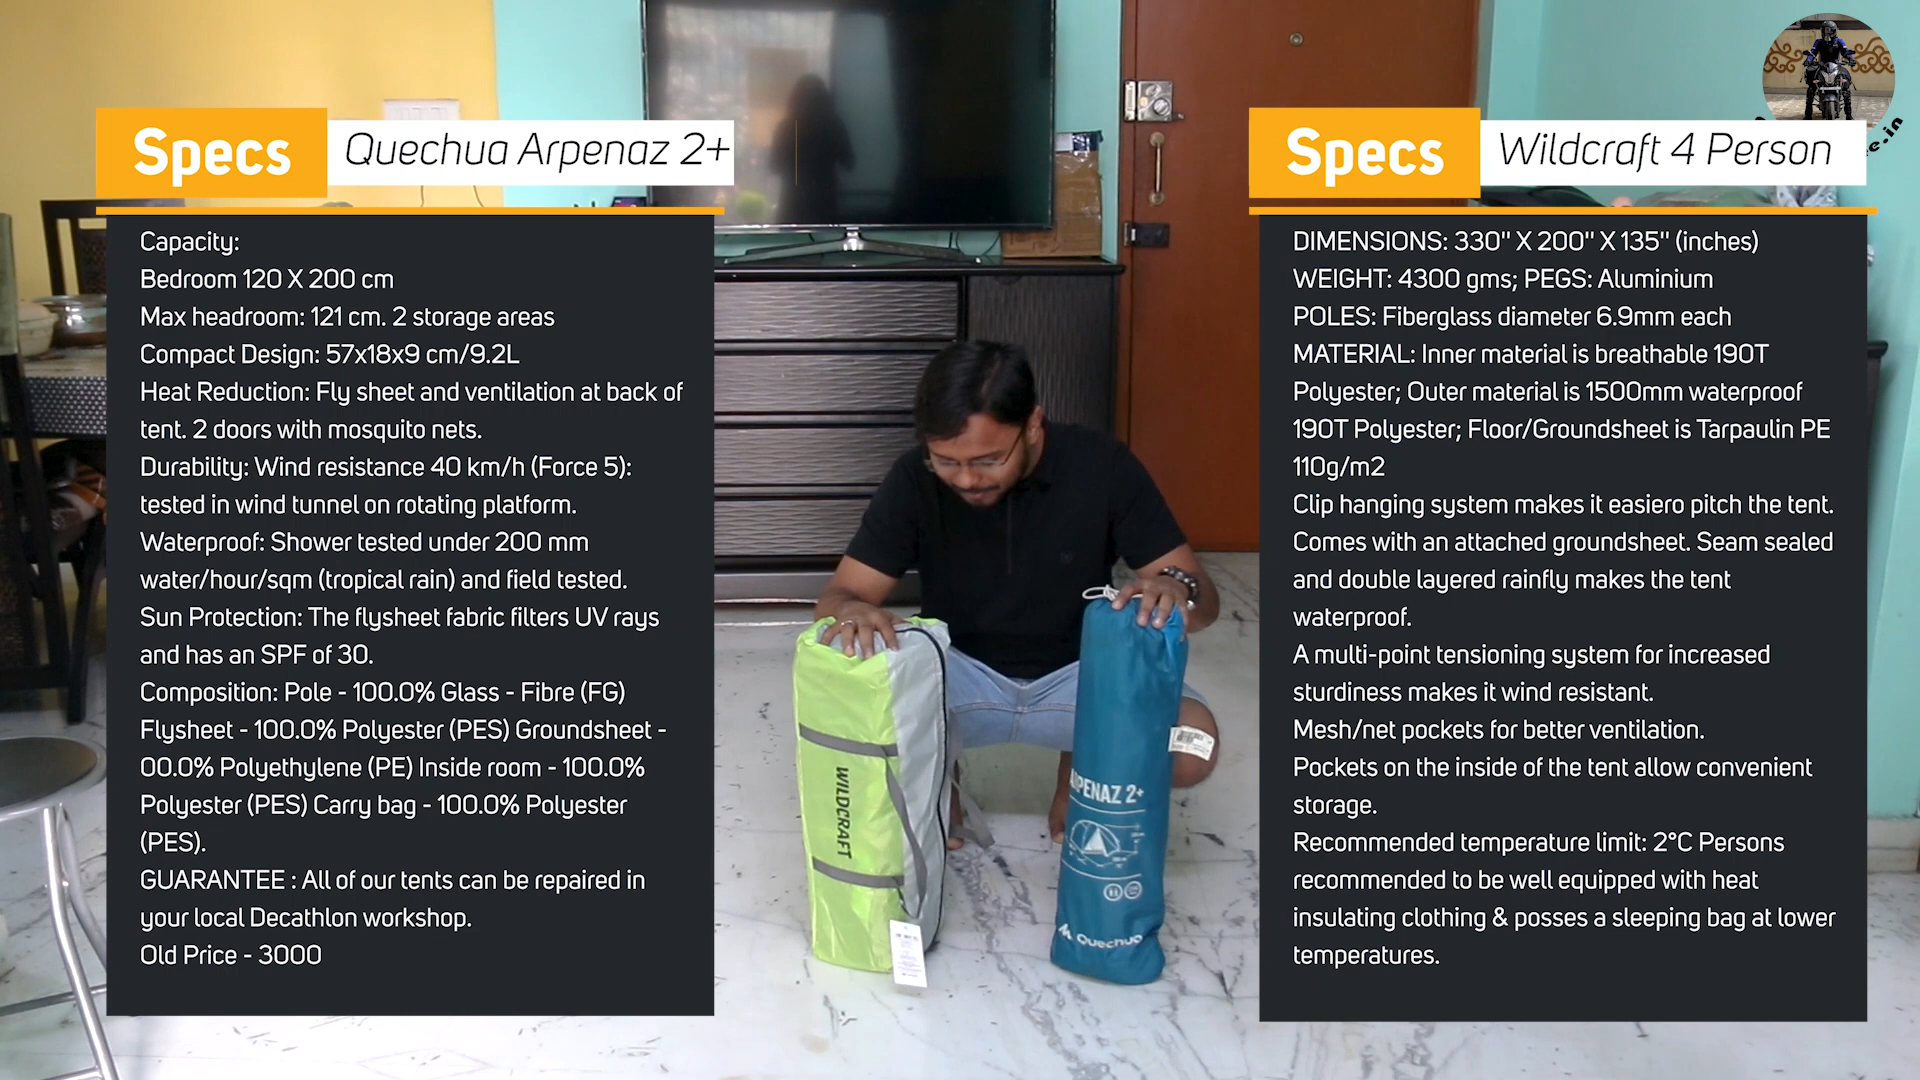 Specs
Quechua Arpenaz 2+
Capacity:
Bedroom 120 X 200 cm
Max headroom: 121 cm. 2 storage areas
Compact Design: 57x18x9 cm/9.2L
Heat Reduction: Fly sheet and ventilation at back of
tent. 2 doors with mosquito nets.
Durability: Wind resistance 40 km/h (Force 5):
tested in wind tunnel on rotating platform.
Waterproof: Shower tested under 200 mm
water/hour/sqm (tropical rain) and field tested.
Sun Protection: The flysheet fabric filters UV rays
and has an SPF of 30.
Composition: Pole - 100.0% Glass - Fibre (FG)
Flysheet - 100.0% Polyester (PES) Groundsheet -
00.0% Polyethylene (PE) Inside room - 100.0%
Polyester (PES) Carry bag - 100.0% Polyester
(PES).
GUARANTEE : All of our tents can be repaired in
your local Decathlon workshop.
Old Price - 3000
Specs
Wildcraft 4 Person
DIMENSIONS: 330" X 200" X 135" (inches)
WEIGHT: 4300 gms; PEGS: Aluminium
POLES: Fiberglass diameter 6.9mm each
MATERIAL: Inner material is breathable 190T
Polyester; Outer material is 1500mm waterproof
190T Polyester; Floor/Groundsheet is Tarpaulin PE
110g/m2
Clip hanging system makes it easiero pitch the tent.
Comes with an attached groundsheet. Seam sealed
and double layered rainfly makes the tent
waterproof.
A multi-point tensioning system for increased
sturdiness makes it wind resistant.
Mesh/net pockets for better ventilation.
Pockets on the inside of the tent allow convenient
storage.
Recommended temperature limit: 2°C Persons
recommended to be well equipped with heat
insulating clothing & posses a sleeping bag at lower
temperatures.
WILDCRAFT
ARPENAZ 2+
Quechua
e.in